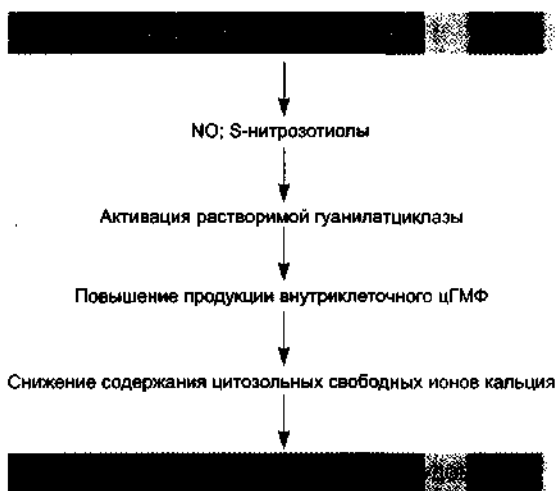 NO; S-нитрозотиолы
Активация растворимой гуанилатциклазы
Повышение продукции внутриклеточного цГМФ
Снижение содержания цитозольных свободных ионов кальция